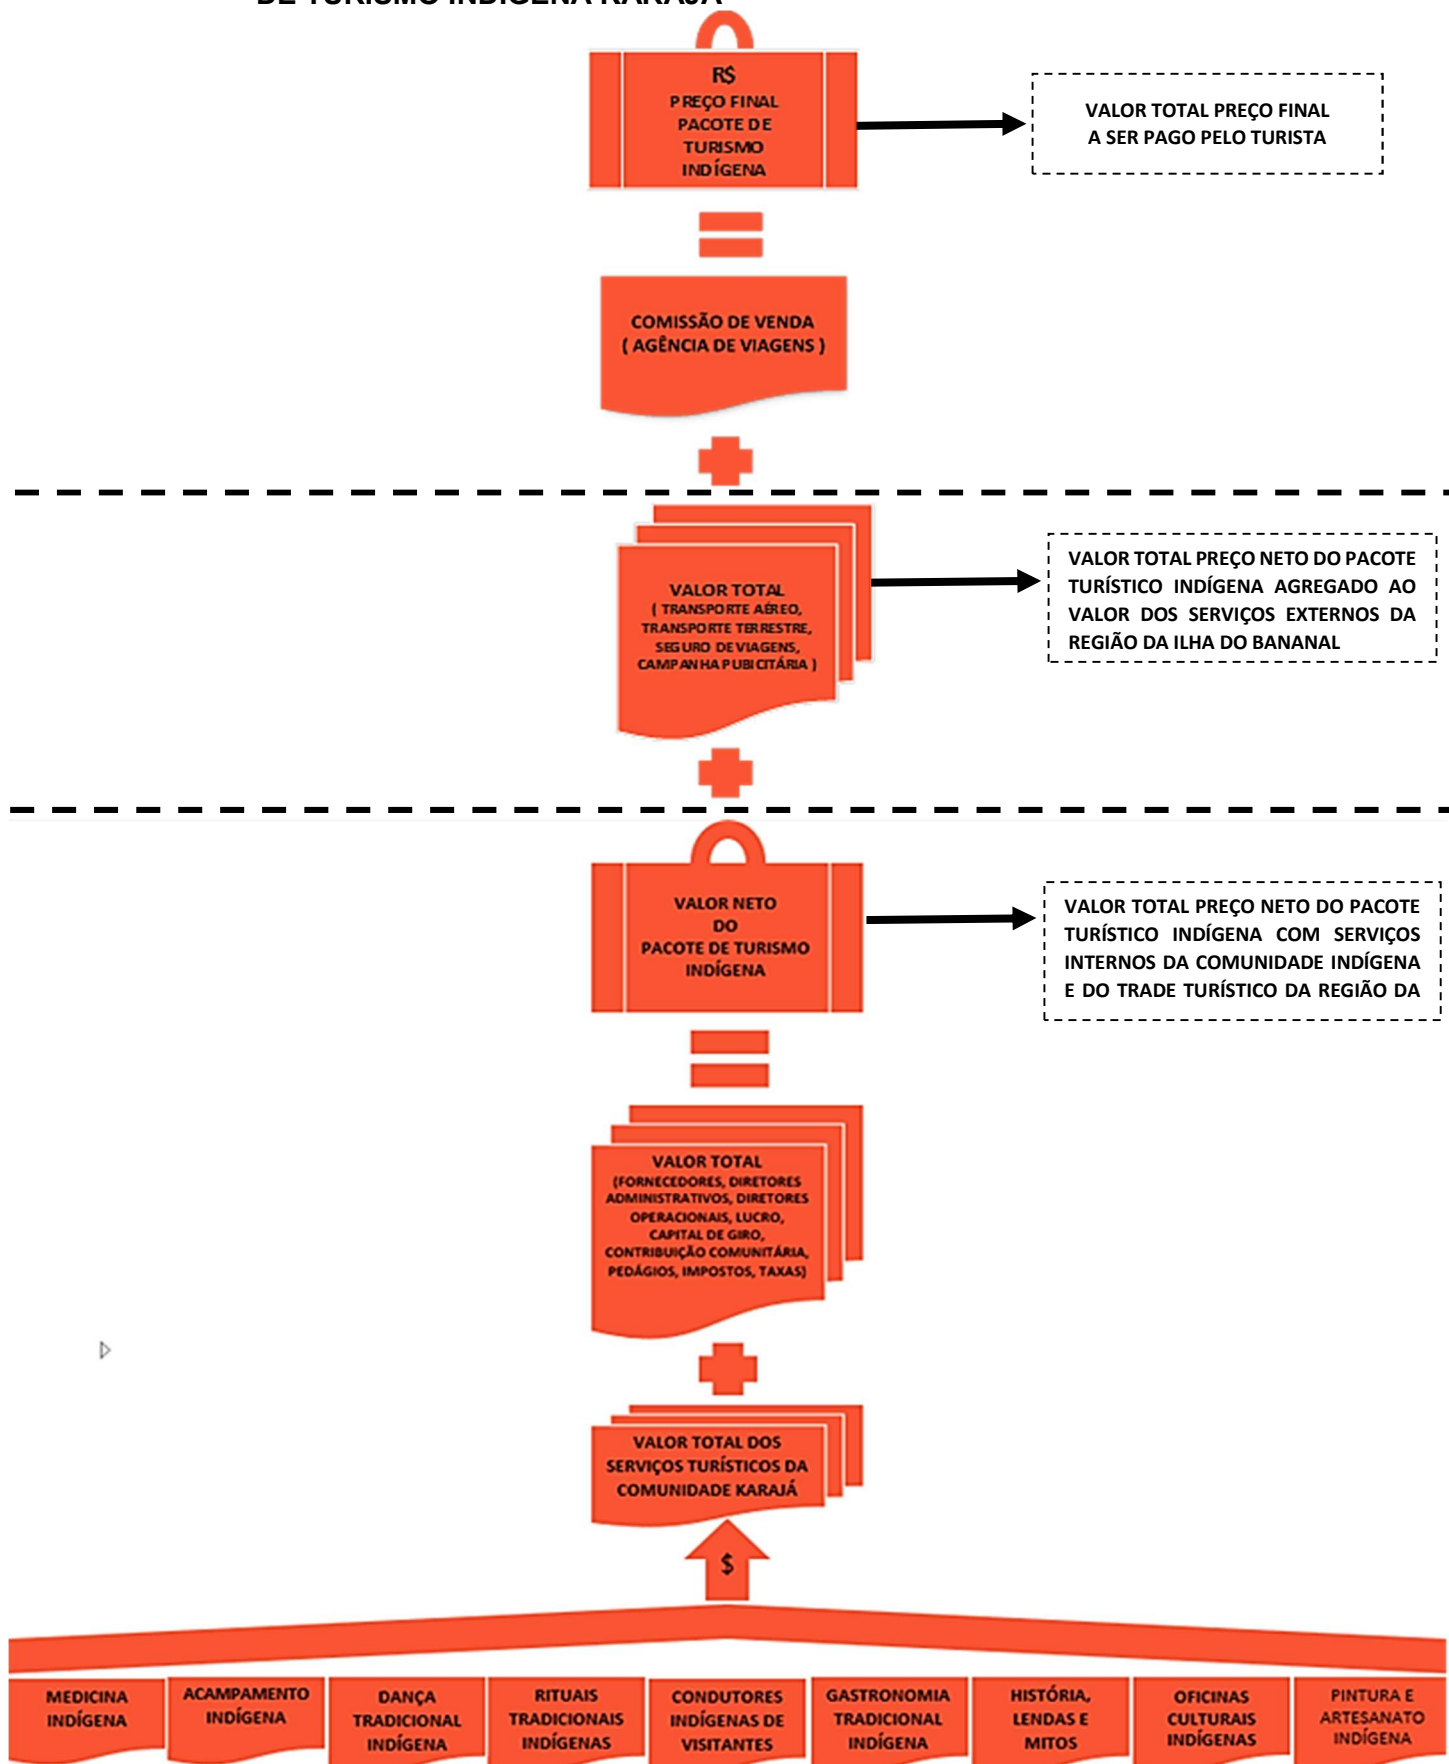 DE TURISMO INDÍGENA KARAJÁ
R$
PREÇO FINAL
PACOTE DE
TURISMO
INDÍGENA
VALOR TOTAL PREÇO FINAL
A SER PAGO PELO TURISTA
COMISSÃO DE VENDA
( AGÊNCIA DE VIAGENS )
VALOR TOTAL
( TRANSPORTE AÉREO,
TRANSPORTE TERRESTRE,
SEGURO DE VIAGENS,
CAMPANHA PUBICITÁRIA )
VALOR TOTAL PREÇO NETO DO PACOTE
TURÍSTICO INDÍGENA AGREGADO AO
VALOR DOS SERVIÇOS EXTERNOS DA
REGIÃO DA ILHA DO BANANAL
VALOR NETO
DO
PACOTE DE TURISMO
INDÍGENA
VALOR TOTAL PREÇO NETO DO PACOTE
TURÍSTICO INDÍGENA COM SERVIÇOS
INTERNOS DA COMUNIDADE INDÍGENA
E DO TRADE TURÍSTICO DA REGIÃO DA
VALOR TOTAL
(FORNECEDORES, DIRETORES
ADMINISTRATIVOS, DIRETORES
OPERACIONAIS, LUCRO,
CAPITAL DE GIRO,
CONTRIBUIÇÃO COMUNITÁRIA,
PEDÁGIOS, IMPOSTOS, TAXAS)
VALOR TOTAL DOS
SERVIÇOS TURÍSTICOS DA
COMUNIDADE KARAJÁ
$
MEDICINA
INDÍGENA
ACAMPAMENTO
INDÍGENA
DANÇA
TRADICIONAL
INDÍGENA
RITUAIS
TRADICIONAIS
INDÍGENAS
CONDUTORES
INDÍGENAS DE
VISITANTES
GASTRONOMIA
TRADICIONAL
INDÍGENA
HISTÓRIA,
LENDAS E
MITOS
OFICINAS
CULTURAIS
INDÍGENAS
PINTURA E
ARTESANATO
INDÍGENA